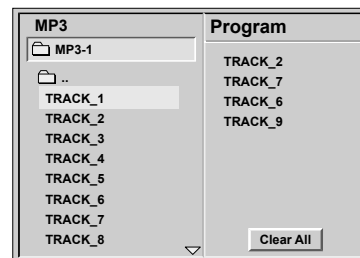 MP3
MP3-1
..
TRACK_1
TRACK_2
TRACK_3
TRACK_4
TRACK_5
TRACK_6
TRACK_7
TRACK_8
Program
TRACK_2
TRACK_7
TRACK_6
TRACK_9
Clear All